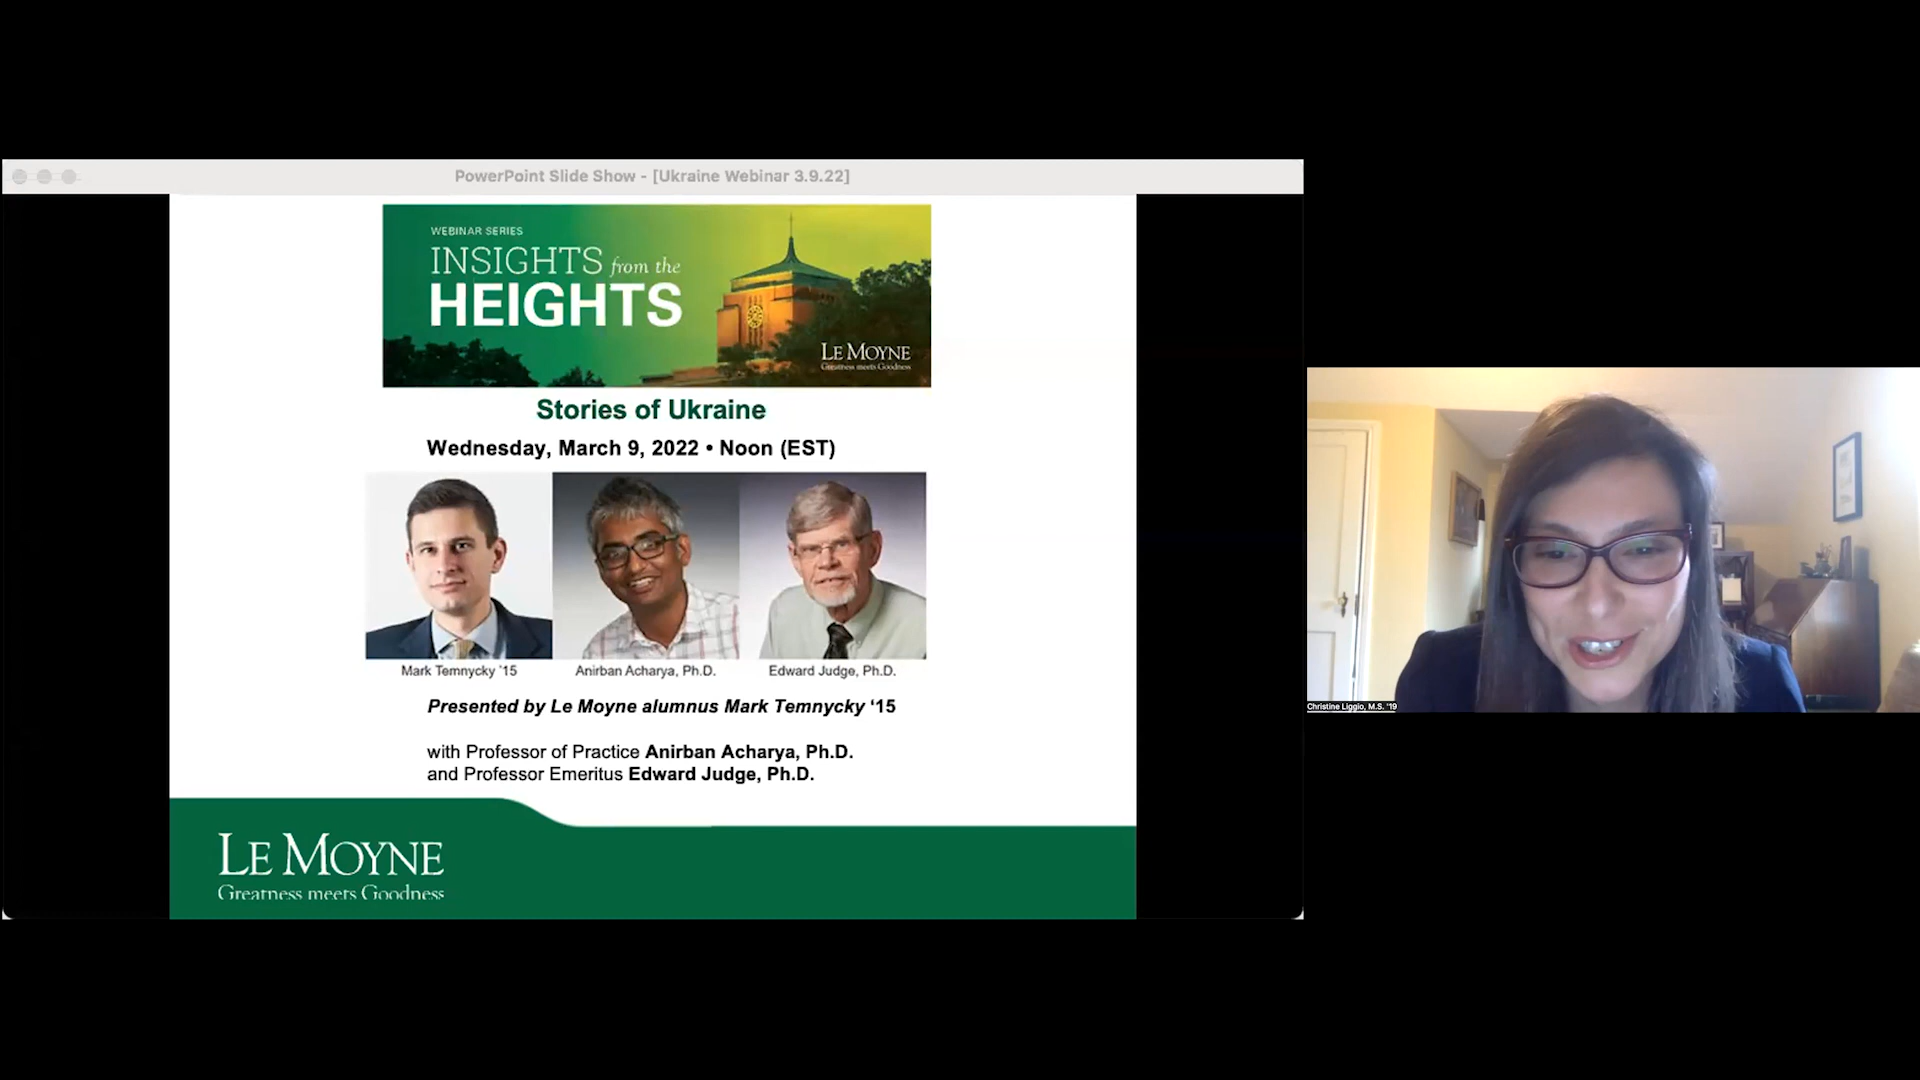 PowerPoint Slide Show - [Ukraine Webinar 3.9.22]
WEBINAR SERIES
INSIGHTS from the
HEIGHTS
LE MOYNE
Greatness meets Goodness
Stories of Ukraine
Wednesday, March 9, 2022 • Noon (EST)
Mark Temnycky '15
Anirban Acharya, Ph.D.
Edward Judge, Ph.D.
Presented by Le Moyne alumnus Mark Temnycky ‘15
with Professor of Practice Anirban Acharya, Ph.D.
and Professor Emeritus Edward Judge, Ph.D.
LE MOYNE
Greatness meets Goodness
Christine Liggio, M.S. '19